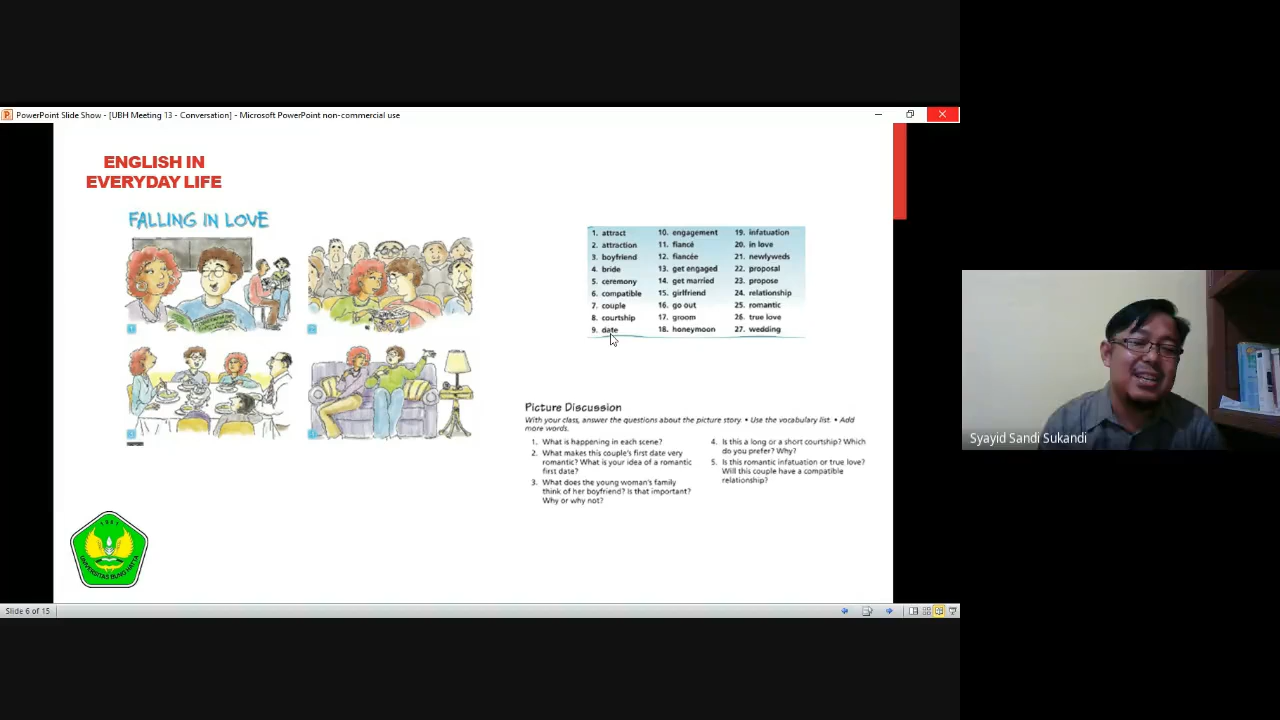 PowerPoint Slide Show - [UBH Meeting 13 - Conversation] - Microsoft PowerPoint non-commercial use
ENGLISH IN
EVERYDAY LIFE
FALLING IN LOVE
1. attract
2. attraction
3. boyfriend
4. bride
5. ceremony
6. compatible
7. couple
8. courtship
9. date
10. engagement
11. fiancé
12. fiancée
13. get engaged
14. get married
15. girlfriend
16. go out
17. groom
18. honeymoon
19. infatuation
20. in love
21. newlyweds
22. proposal
23. propose
24. relationship
25. romantic
26. true love
27. wedding
Picture Discussion
With your class, answer the questions about the picture story • Use the vocabulary list • Add
more words.
1. What is happening in each scene?
2. What makes this couple's first date very
romantic? What is your idea of a romantic
first date?
3. What does the young woman's family
think of her boyfriend? Is that important?
Why or why not?
4. Is this a long or a short courtship? Which
do you prefer? Why?
5. Is this romantic infatuation or true love?
Will this couple have a compatible
relationship?
1981
UNIVERSITAS BUNG HATTA
Slide 6 of 15
Syayid Sandi Sukandi